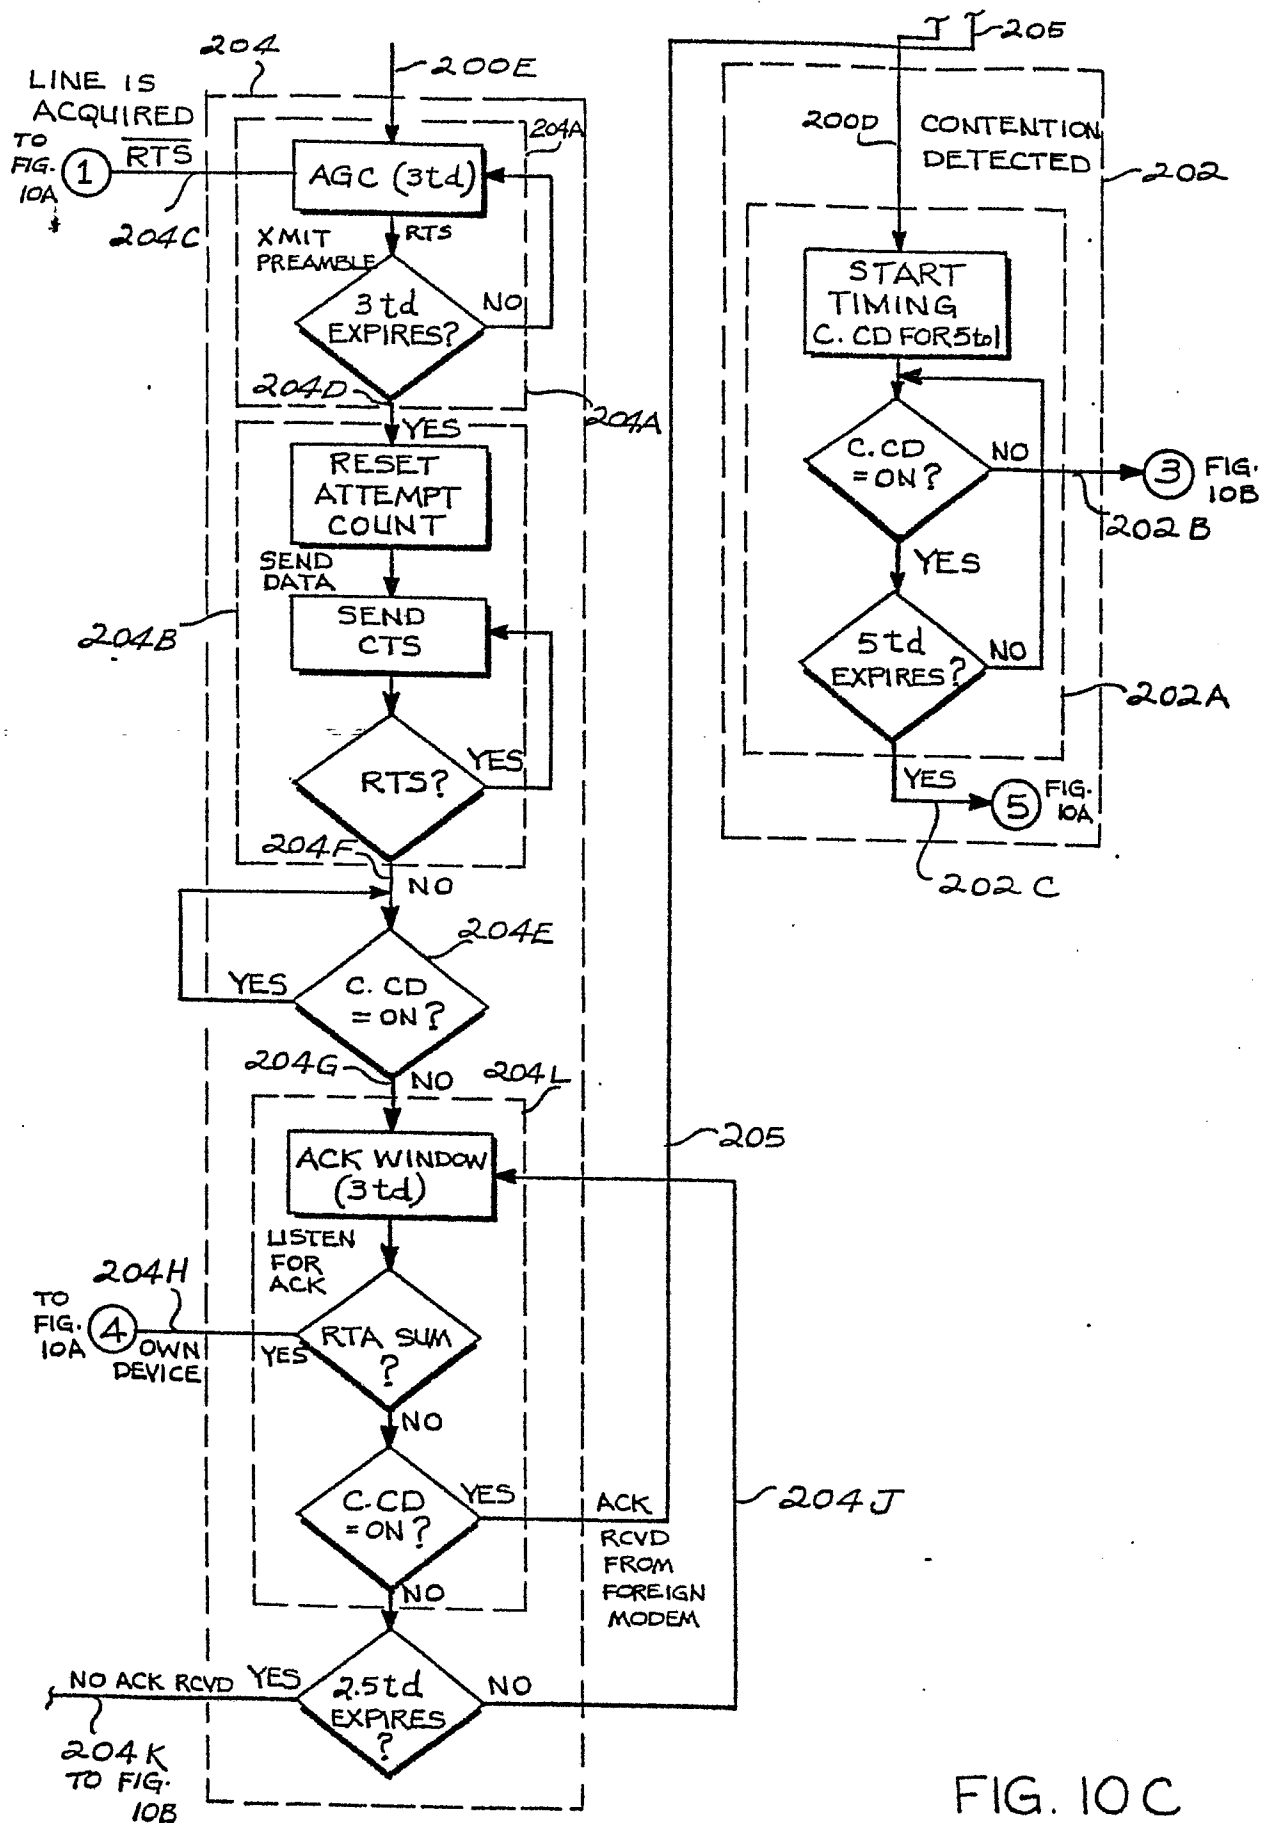 204
200E
LINE IS
ACQUIRED
RTS
TO
FIG.
10A
1
204C
204A
AGC (3td)
RTS
XMIT
PREAMBLE
3td
EXPIRES?
NO
204D
204A
YES
RESET
ATTEMPT
COUNT
SEND
DATA
204B
SEND
CTS
RTS?
YES
204F
NO
204E
YES
C. CD
=ON?
204G
NO
204L
ACK WINDOW
(3td)
LISTEN
FOR
ACK
204H
TO
FIG.
10A
4
OWN
DEVICE
YES
RTA SUM
?
NO
C.CD
=ON?
YES
ACK
RCVD
FROM
FOREIGN
MODEM
NO
NO ACK RCVD
YES
2.5td
EXPIRES
?
NO
204K
TO FIG.
10B
204J
205
205
200D
CONTENTION
DETECTED
202
START
TIMING
C. CD FOR 5td
C.CD
=ON?
NO
3
FIG.
10B
202B
YES
5td
EXPIRES?
NO
202A
YES
5
FIG.
10A
202C
FIG. 10C